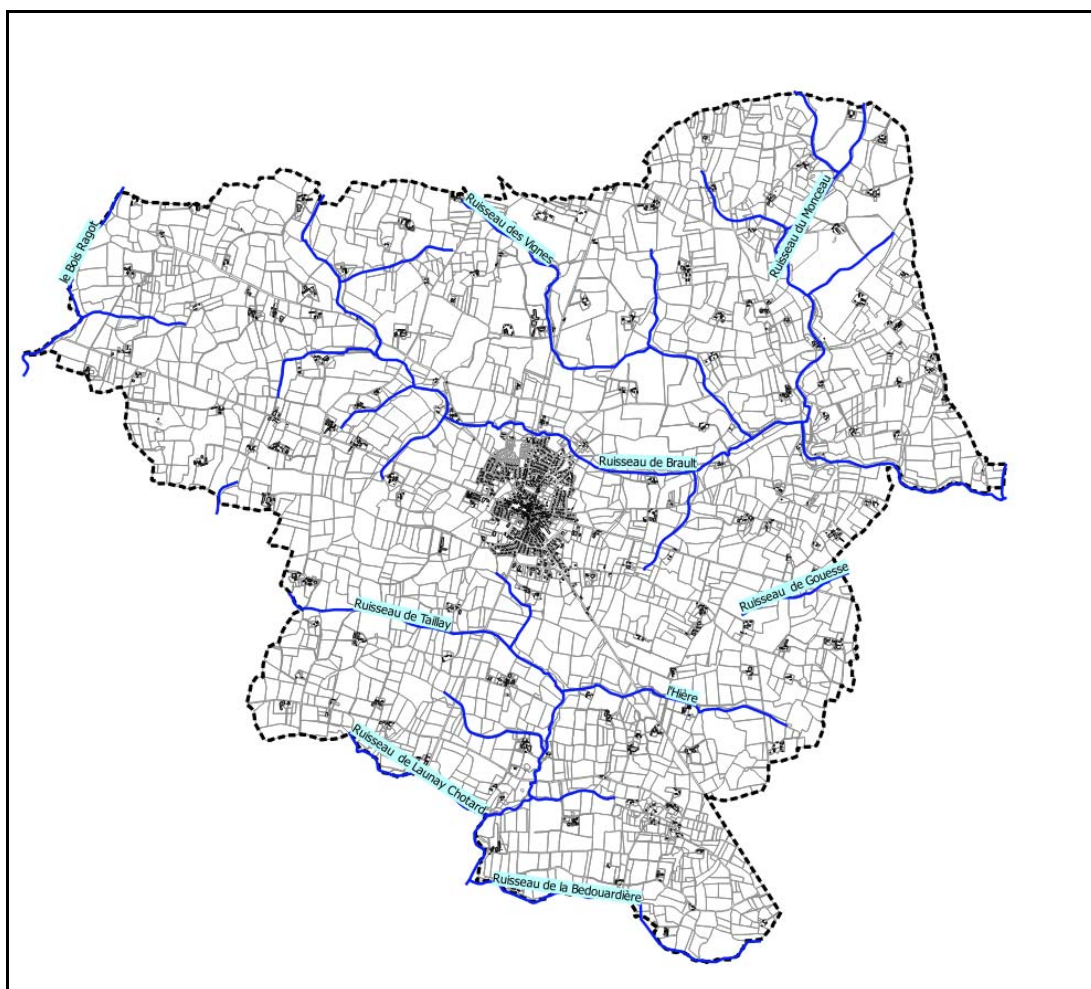 le Bois Ragot
Ruisseau des Vignes
Ruisseau du Monceau
Ruisseau de Brault
Ruisseau de Gouesse
Ruisseau de Taillay
l'Hière
Ruisseau de Launay Chotard
Ruisseau de la Bedouardière